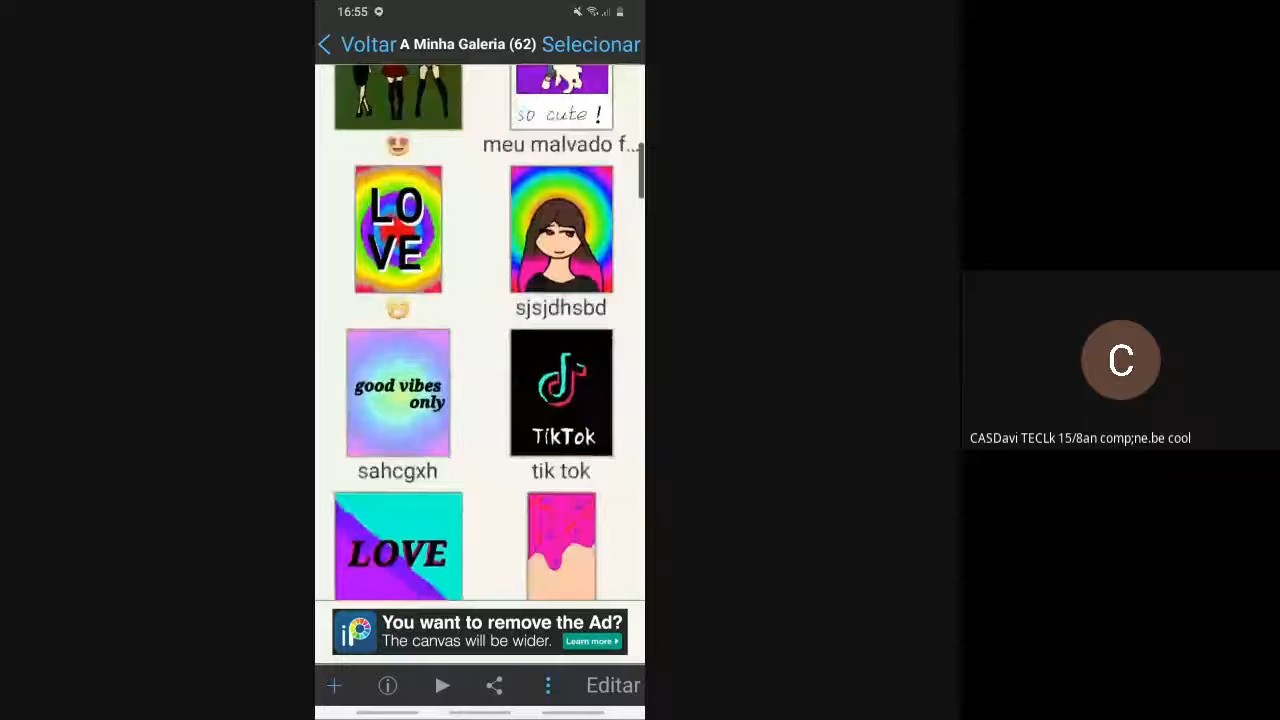 16:55
Voltar A Minha Galeria (62) Selecionar
so cute !
meu malvado f...
LO
VE
sjsjdhsbd
good vibes
only
sahcgxh
TikTok
tik tok
LOVE
iP
You want to remove the Ad?
The canvas will be wider. Learn more
Editar
C
CASDavi TECLk 15/8an comp;ne.be cool